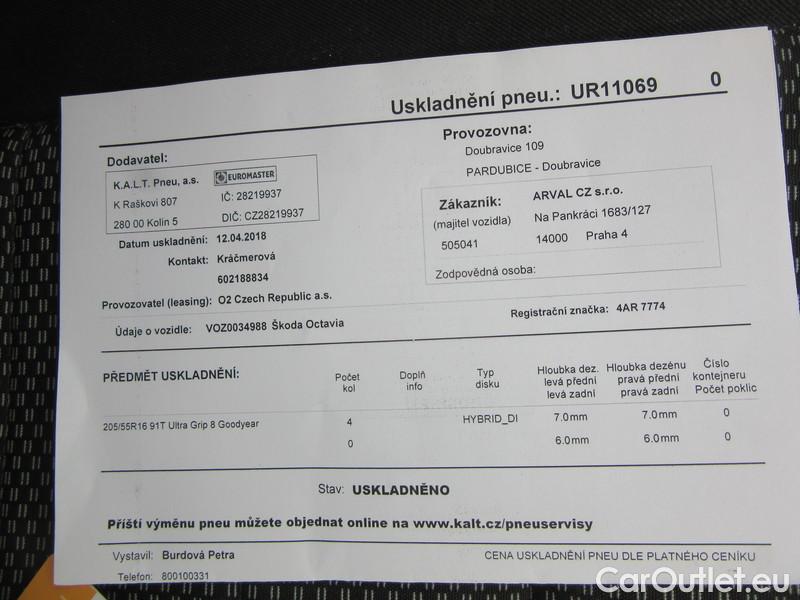 Uskladnění pneu.: UR11069 0
Dodavatel:
K.A.L.T. Pneu, a.s. EUROMASTER
K Raškovi 807 IČ: 28219937
280 00 Kolin 5 DIČ: CZ28219937
Provozovna:
Doubravice 109
PARDUBICE - Doubravice
Zákazník: ARVAL CZ s.r.o.
(majitel vozidla) Na Pankráci 1683/127
505041 14000 Praha 4
Zodpovědná osoba:
Datum uskladnění: 12.04.2018
Kontakt: Kráčmerová
602188834
Provozovatel (leasing): O2 Czech Republic a.s.
Údaje o vozidle: VOZ0034988 Škoda Octavia
Registrační značka: 4AR 7774
PŘEDMĚT USKLADNĚNÍ:
Počet kol
Doplň info
Typ disku
Hloubka dez. levá přední levá zadní
Hloubka dezénu pravá přední pravá zadní
Číslo kontejneru Počet poklic
205/55R16 91T Ultra Grip 8 Goodyear 4 HYBRID_DI 7.0mm 7.0mm 0
0 6.0mm 6.0mm 0
Stav: USKLADNĚNO
Příští výměnu pneu můžete objednat online na www.kalt.cz/pneuservisy
Vystavil: Burdová Petra CENA USKLADNĚNÍ PNEU DLE PLATNÉHO CENÍKU
Telefon: 800100331
CarOutlet.eu